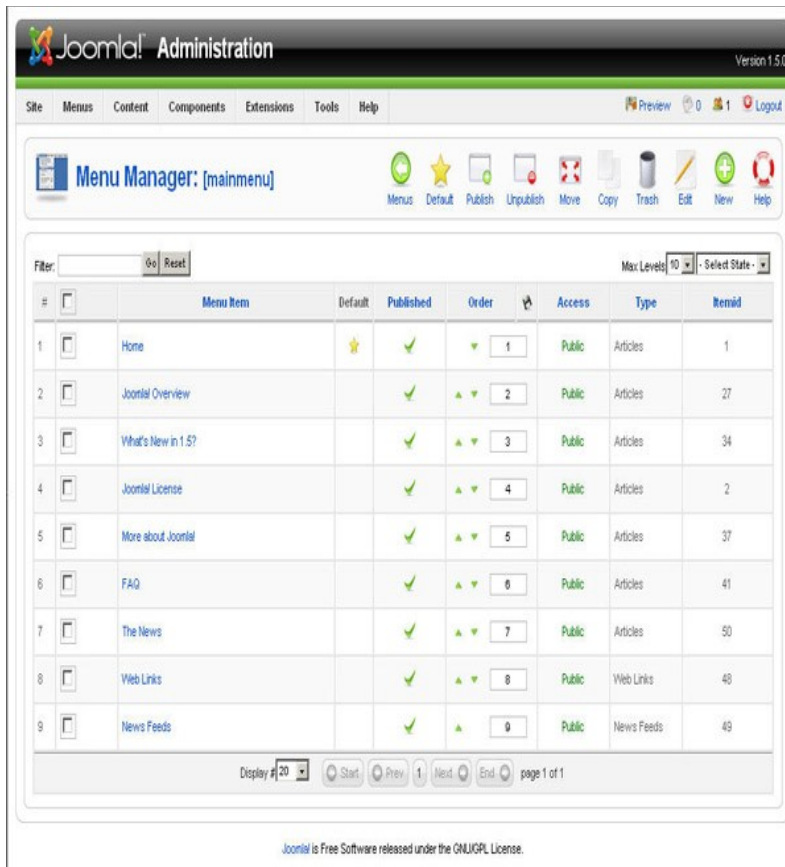 Joomla! Administration
Version 1.5.0
Site Menus Content Components Extensions Tools Help Preview 0 1 Logout
Menu Manager: [mainmenu]
Menus Default Publish Unpublish Move Copy Trash Edit New Help
Filter: Go Reset Max Levels 10 - Select State -
# Menu Item Default Published Order Access Type Itemid
1 Home 1 Public Articles 1
2 Joomla! Overview 2 Public Articles 27
3 What's New in 1.5? 3 Public Articles 34
4 Joomla! License 4 Public Articles 2
5 More about Joomla! 5 Public Articles 37
6 FAQ 6 Public Articles 41
7 The News 7 Public Articles 50
8 Web Links 8 Public Web Links 48
9 News Feeds 9 Public News Feeds 49
Display # 20 Start Prev 1 Next End page 1 of 1
Joomla! is Free Software released under the GNU/GPL License.